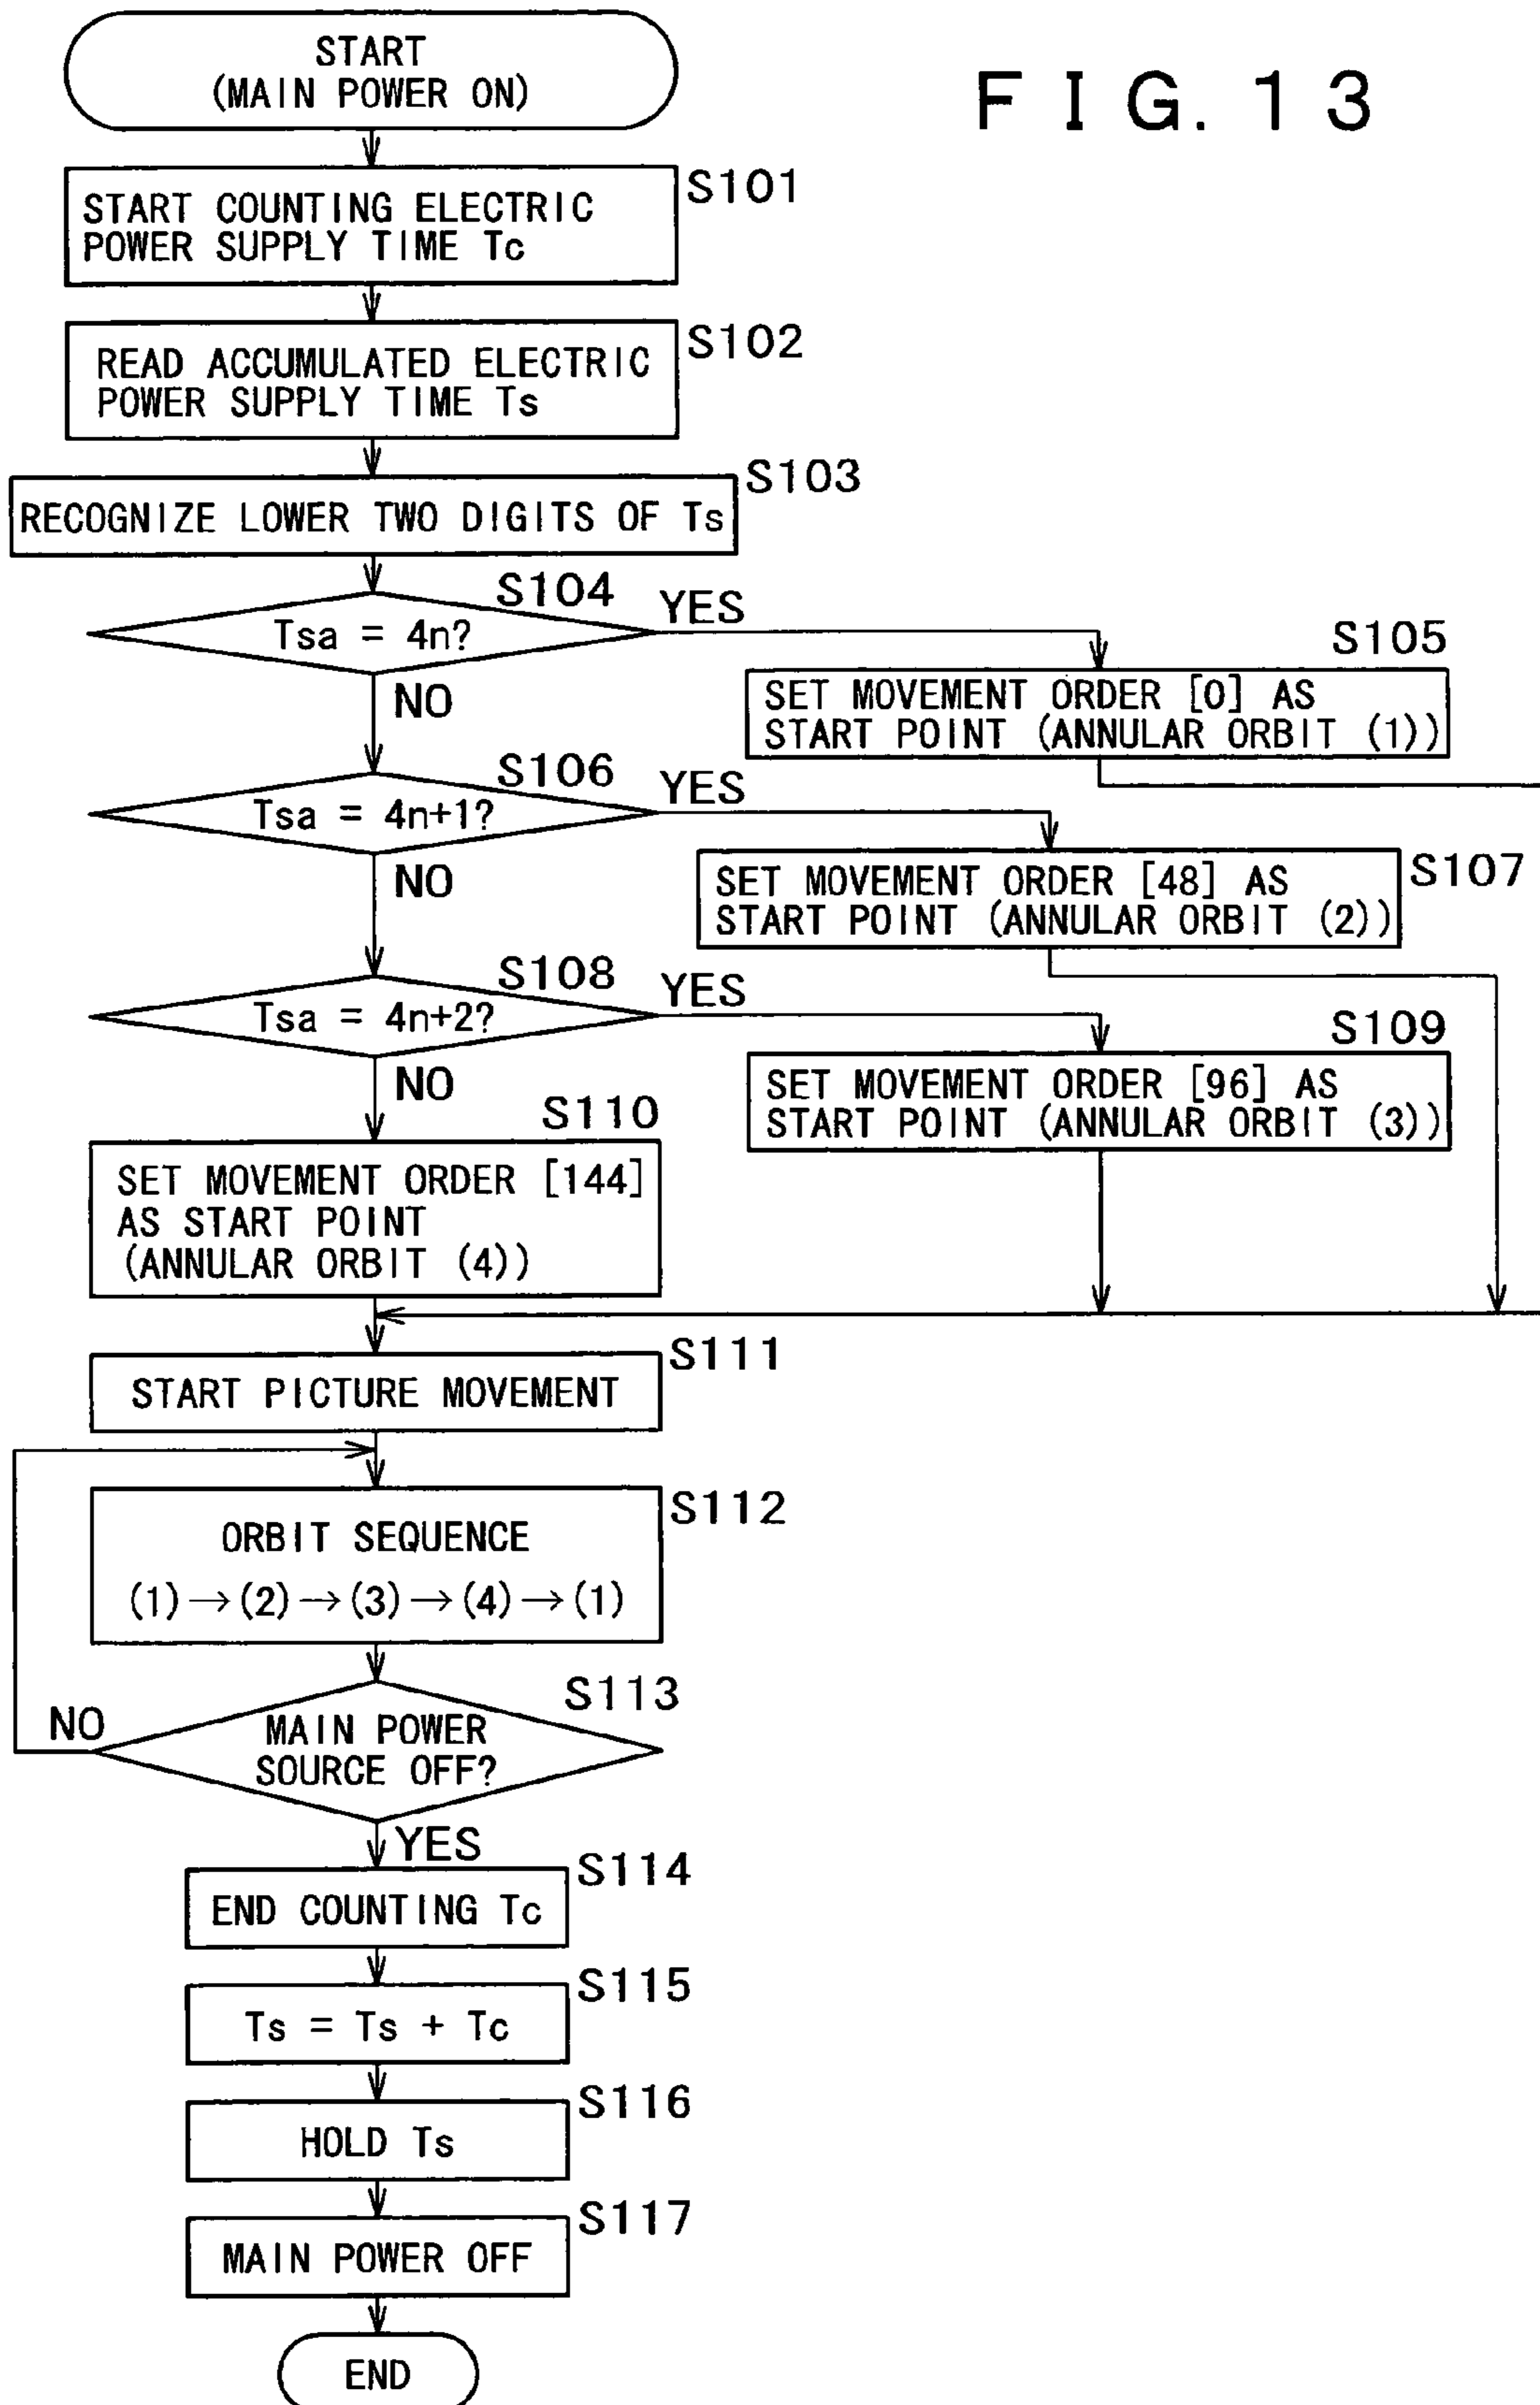 START
(MAIN POWER ON)
FIG. 13
S101
START COUNTING ELECTRIC
POWER SUPPLY TIME Tc
S102
READ ACCUMULATED ELECTRIC
POWER SUPPLY TIME Ts
S103
RECOGNIZE LOWER TWO DIGITS OF Ts
S104
Tsa = 4n?
YES
NO
S105
SET MOVEMENT ORDER [0] AS
START POINT (ANNULAR ORBIT (1))
S106
Tsa = 4n+1?
YES
NO
S107
SET MOVEMENT ORDER [48] AS
START POINT (ANNULAR ORBIT (2))
S108
Tsa = 4n+2?
YES
NO
S109
SET MOVEMENT ORDER [96] AS
START POINT (ANNULAR ORBIT (3))
S110
SET MOVEMENT ORDER [144]
AS START POINT
(ANNULAR ORBIT (4))
S111
START PICTURE MOVEMENT
S112
ORBIT SEQUENCE
(1)→(2)→(3)→(4)→(1)
S113
MAIN POWER
SOURCE OFF?
NO
YES
S114
END COUNTING Tc
S115
Ts = Ts + Tc
S116
HOLD Ts
S117
MAIN POWER OFF
END